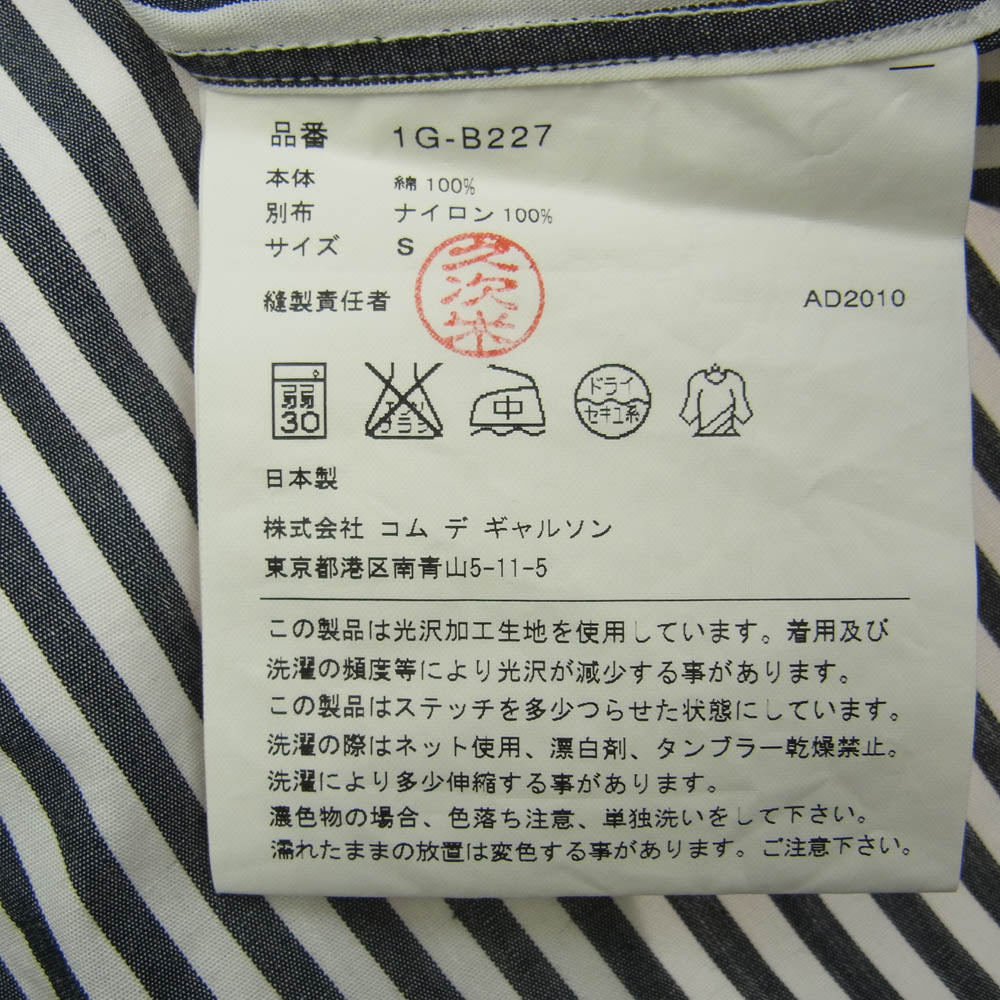 品番 1G-B227
本体 綿 100%
別布 ナイロン 100%
サイズ S
久次米
縫製責任者 AD2010
弱 30
エンソ サラシ
中
ドライ
セキユ系
日本製
株式会社 コム デ ギャルソン
東京都港区南青山5-11-5
この製品は光沢加工生地を使用しています。着用及び
洗濯の頻度等により光沢が減少する事があります。
この製品はステッチを多少つらせた状態にしています。
洗濯の際はネット使用、漂白剤、タンブラー乾燥禁止。
洗濯により多少伸縮する事があります。
濃色物の場合、色落ち注意、単独洗いをして下さい。
濡れたままの放置は変色する事があります。ご注意下さい。